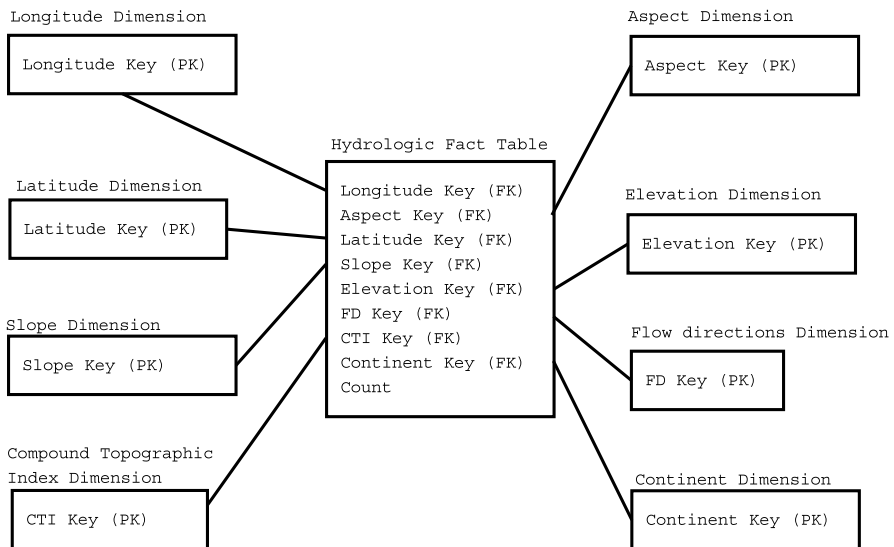 Longitude Dimension
Longitude Key (PK)
Latitude Dimension
Latitude Key (PK)
Slope Dimension
Slope Key (PK)
Compound Topographic
Index Dimension
CTI Key (PK)
Hydrologic Fact Table
Longitude Key (FK)
Aspect Key (FK)
Latitude Key (FK)
Slope Key (FK)
Elevation Key (FK)
FD Key (FK)
CTI Key (FK)
Continent Key (FK)
Count
Aspect Dimension
Aspect Key (PK)
Elevation Dimension
Elevation Key (PK)
Flow directions Dimension
FD Key (PK)
Continent Dimension
Continent Key (PK)